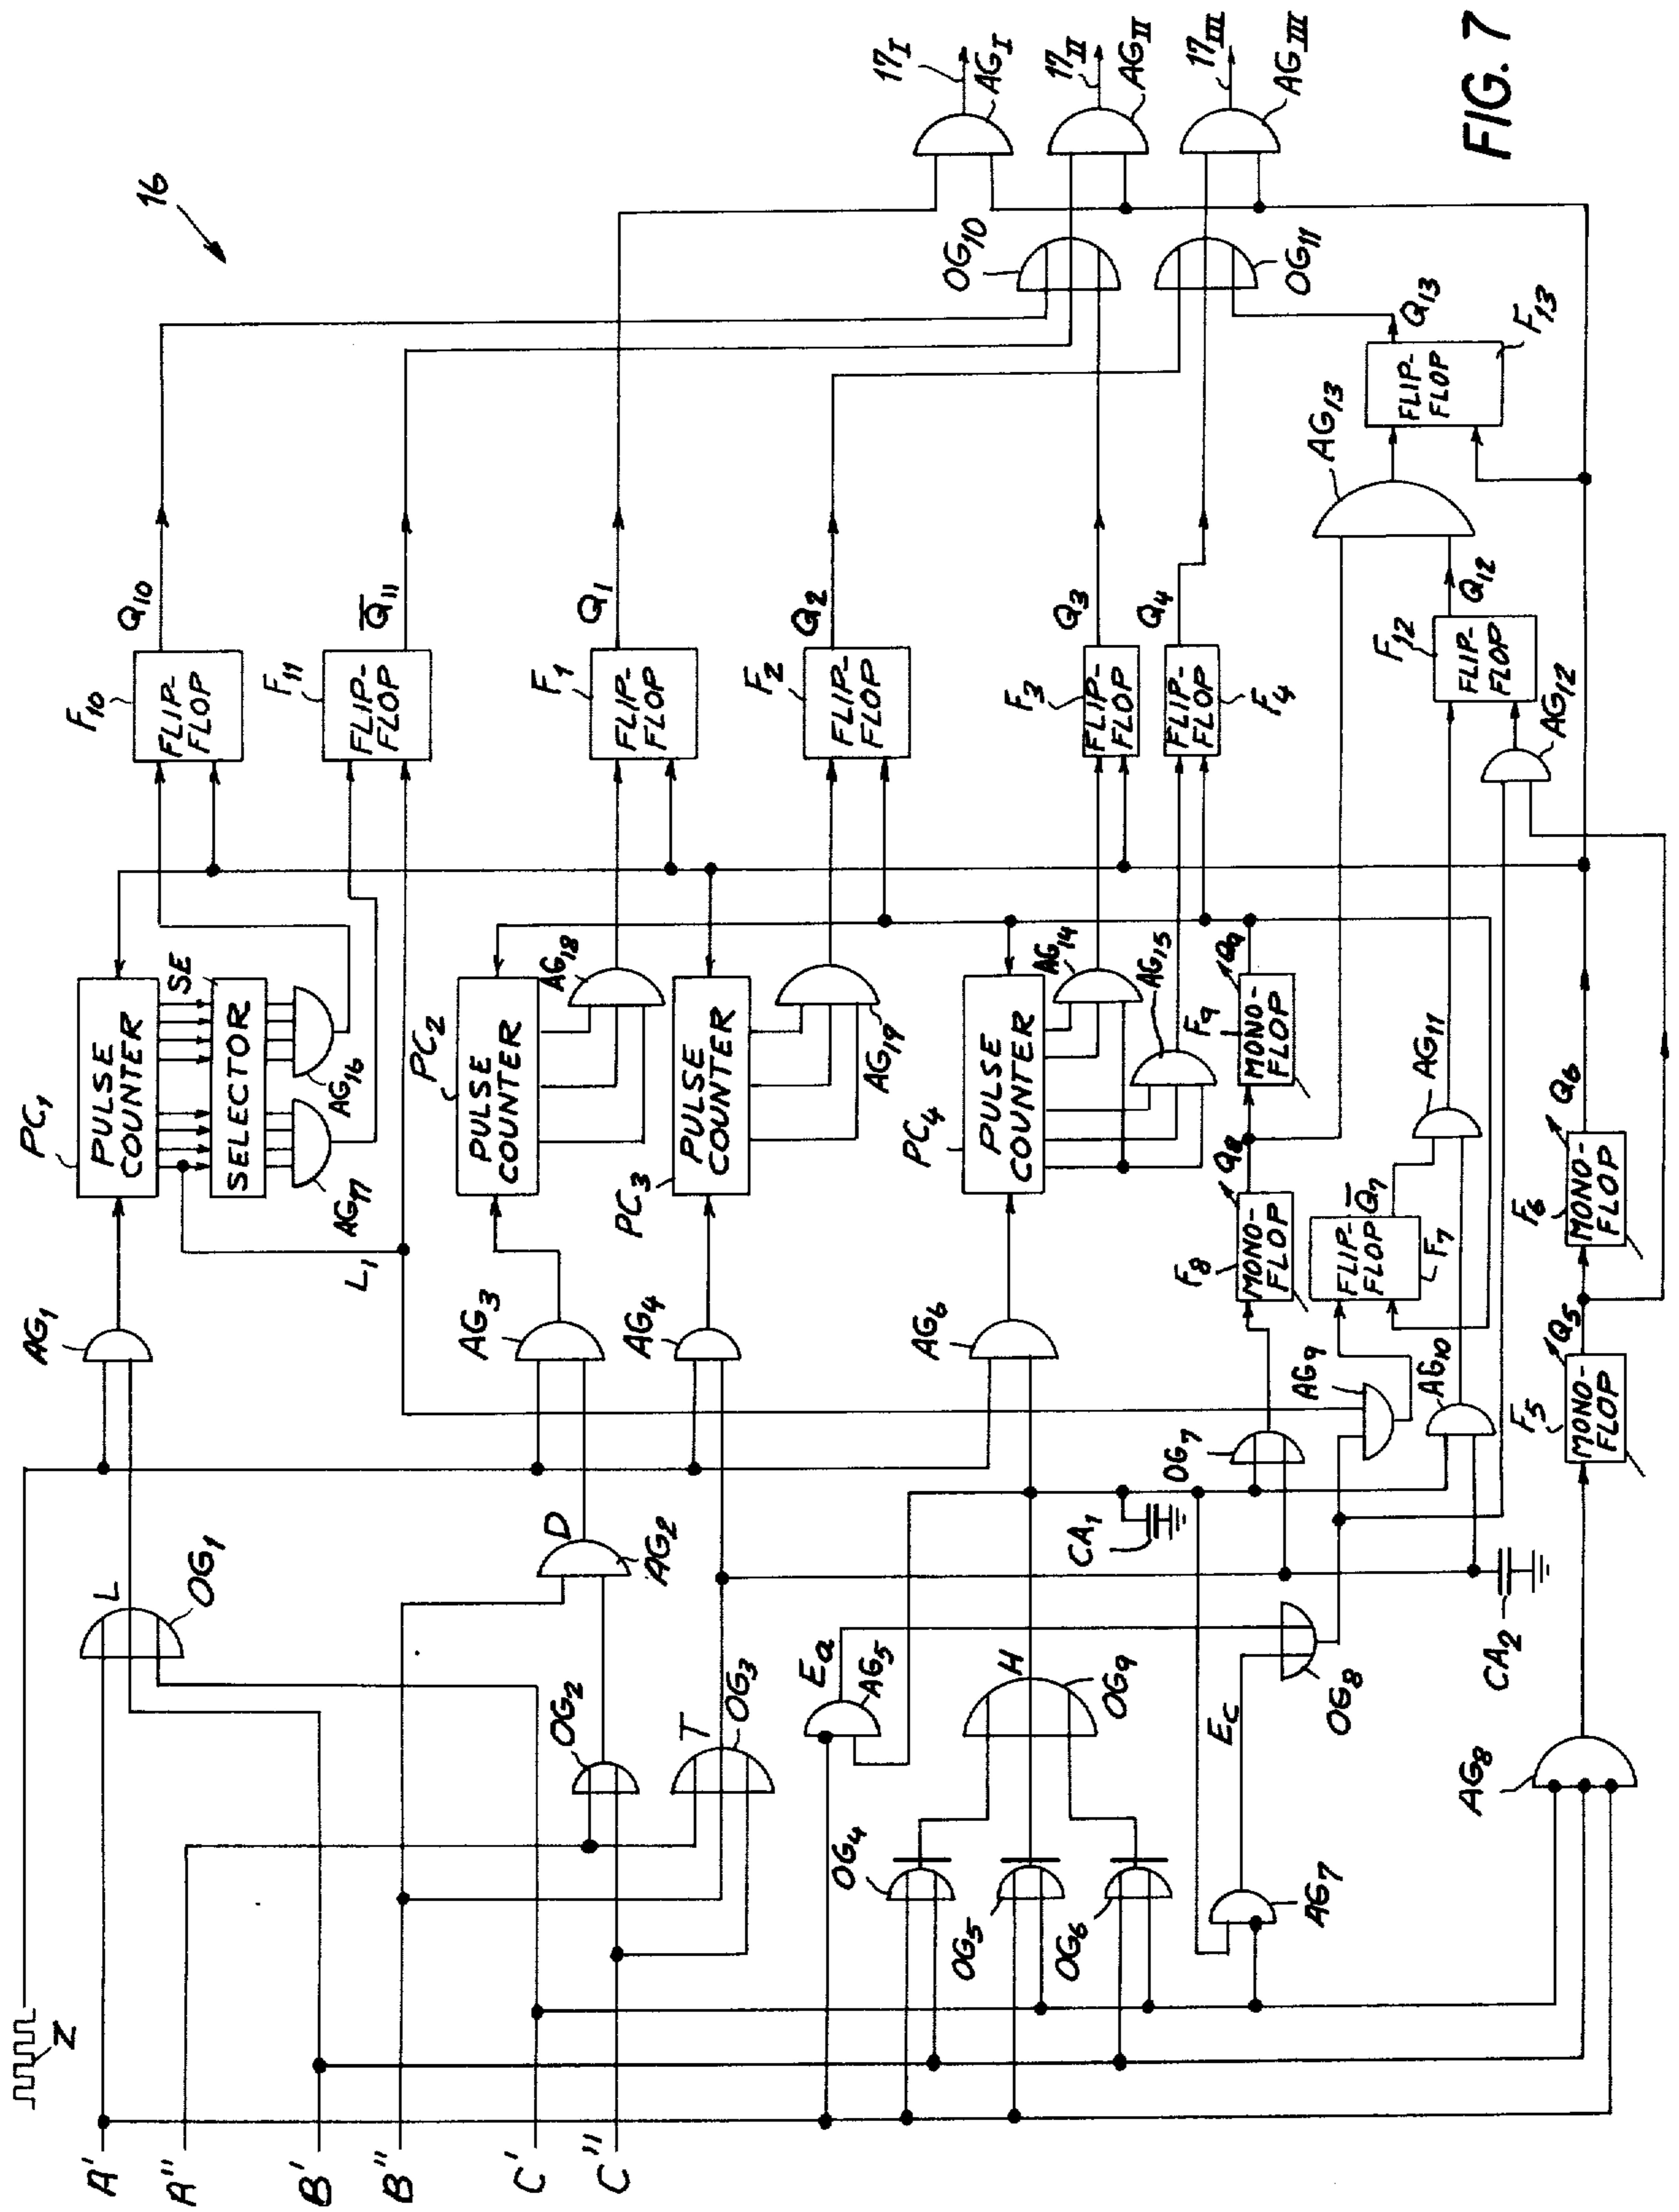 16
Z
A'
A"
B'
B"
C'
C"
L
OG1
AG1
PC1
PULSE
COUNTER
SE
SELECTOR
AG16
AG17
L1
F10
FLIP-
FLOP
Q10
F11
FLIP-
FLOP
Q̅11
OG2
D
AG2
AG3
PC2
PULSE
COUNTER
AG18
F1
FLIP-
FLOP
Q1
T
OG3
AG4
PC3
PULSE
COUNTER
AG19
F2
FLIP-
FLOP
Q2
Ea
AG5
OG4
OG5
OG6
H
OG9
AG6
PC4
PULSE
COUNTER
AG14
AG15
F3
FLIP-
FLOP
Q3
F4
FLIP-
FLOP
Q4
CA1
OG7
F8
MONO-
FLOP
Q8
F9
MONO-
FLOP
Q9
AG7
Ec
OG8
AG9
FLIP-
FLOP
Q̅7
F7
AG10
AG11
CA2
F12
FLIP-
FLOP
Q12
AG12
AG13
FLIP-
FLOP
Q13
F13
AG8
F5
MONO-
FLOP
Q5
F6
MONO-
FLOP
Q6
OG10
OG11
17I
AGI
17II
AGII
17III
AGIII
FIG. 7